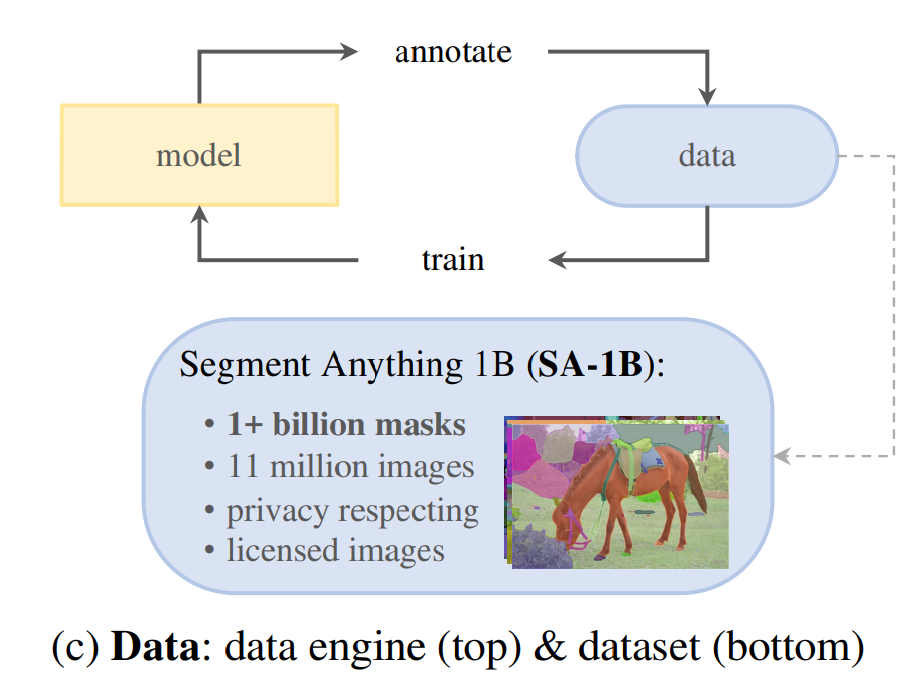 annotate
model
data
train
Segment Anything 1B (SA-1B):
• 1+ billion masks
• 11 million images
• privacy respecting
• licensed images
(c) Data: data engine (top) & dataset (bottom)